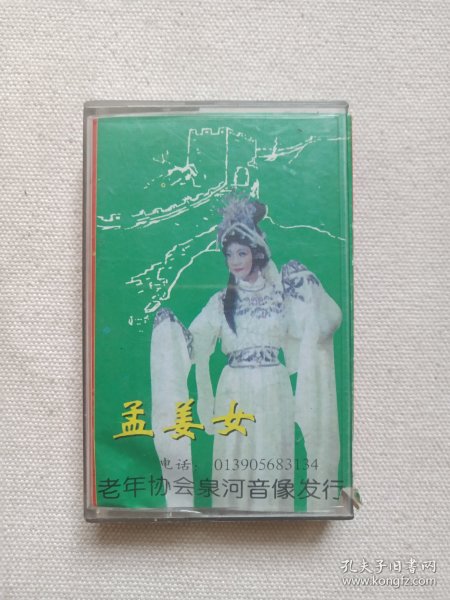 孟姜女
电话： 013905683134
老年协会泉河音像发行
孔夫子旧书网
www.kongfz.com